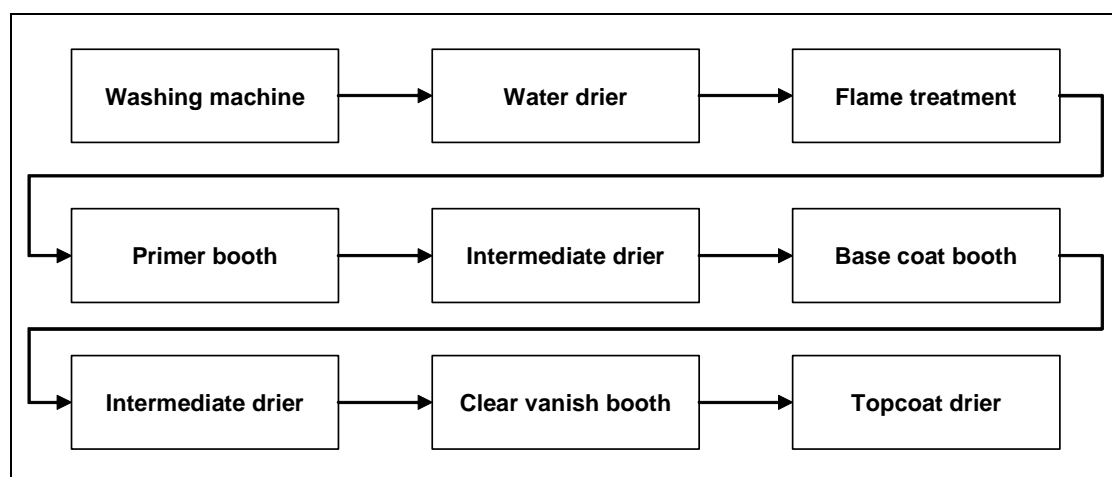 Washing machine
Water drier
Flame treatment
Primer booth
Intermediate drier
Base coat booth
Intermediate drier
Clear vanish booth
Topcoat drier